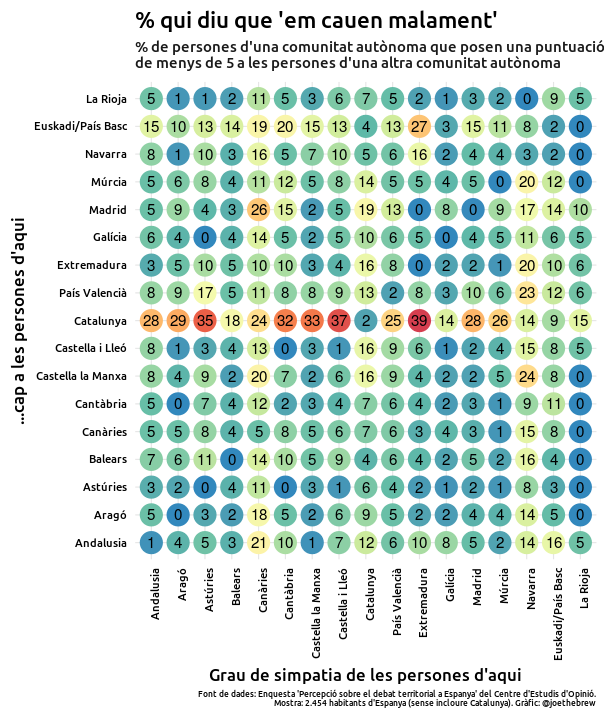 % qui diu que 'em cauen malament'
% de persones d'una comunitat autònoma que posen una puntuació
de menys de 5 a les persones d'una altra comunitat autònoma
La Rioja 5 1 1 2 11 5 3 6 7 5 2 1 3 2 0 9 5
Euskadi/País Basc 15 10 13 14 19 20 15 13 4 13 27 3 15 11 8 2 0
Navarra 8 1 10 3 16 5 7 10 5 6 16 2 4 4 3 2 0
Múrcia 5 6 8 4 11 12 5 8 14 5 5 4 5 0 20 12 0
Madrid 5 9 4 3 26 15 2 5 19 13 0 8 0 9 17 14 10
Galícia 6 4 0 4 14 5 2 5 10 6 5 0 4 5 11 6 5
Extremadura 3 5 10 5 10 10 3 4 16 8 0 2 2 1 20 10 6
País Valencià 8 9 17 5 11 8 8 9 13 2 8 3 10 6 23 12 6
Catalunya 28 29 35 18 24 32 33 37 2 25 39 14 28 26 14 9 15
Castella i Lleó 8 1 3 4 13 0 3 1 16 9 6 1 2 4 15 8 5
Castella la Manxa 8 4 9 2 20 7 2 6 16 9 4 2 2 5 24 8 0
Cantàbria 5 0 7 4 12 2 3 4 7 6 4 2 3 1 9 11 0
Canàries 5 5 8 4 5 8 5 6 7 6 3 4 3 1 15 8 0
Balears 7 6 11 0 14 10 5 9 4 6 4 2 5 2 16 4 0
Astúries 3 2 0 4 11 0 3 1 6 4 2 1 2 1 8 3 0
Aragó 5 0 3 2 18 5 2 6 9 5 2 2 4 4 14 5 0
Andalusia 1 4 5 3 21 10 1 7 12 6 10 8 5 2 14 16 5
...cap a les persones d'aqui
Andalusia
Aragó
Astúries
Balears
Canàries
Cantàbria
Castella la Manxa
Castella i Lleó
Catalunya
País Valencià
Extremadura
Galícia
Madrid
Múrcia
Navarra
Euskadi/País Basc
La Rioja
Grau de simpatia de les persones d'aquí
Font de dades: Enquesta 'Percepció sobre el debat territorial a Espanya' del Centre d'Estudis d'Opinió.
Mostra: 2.454 habitants d'Espanya (sense incloure Catalunya). Gràfic: @joethebrew